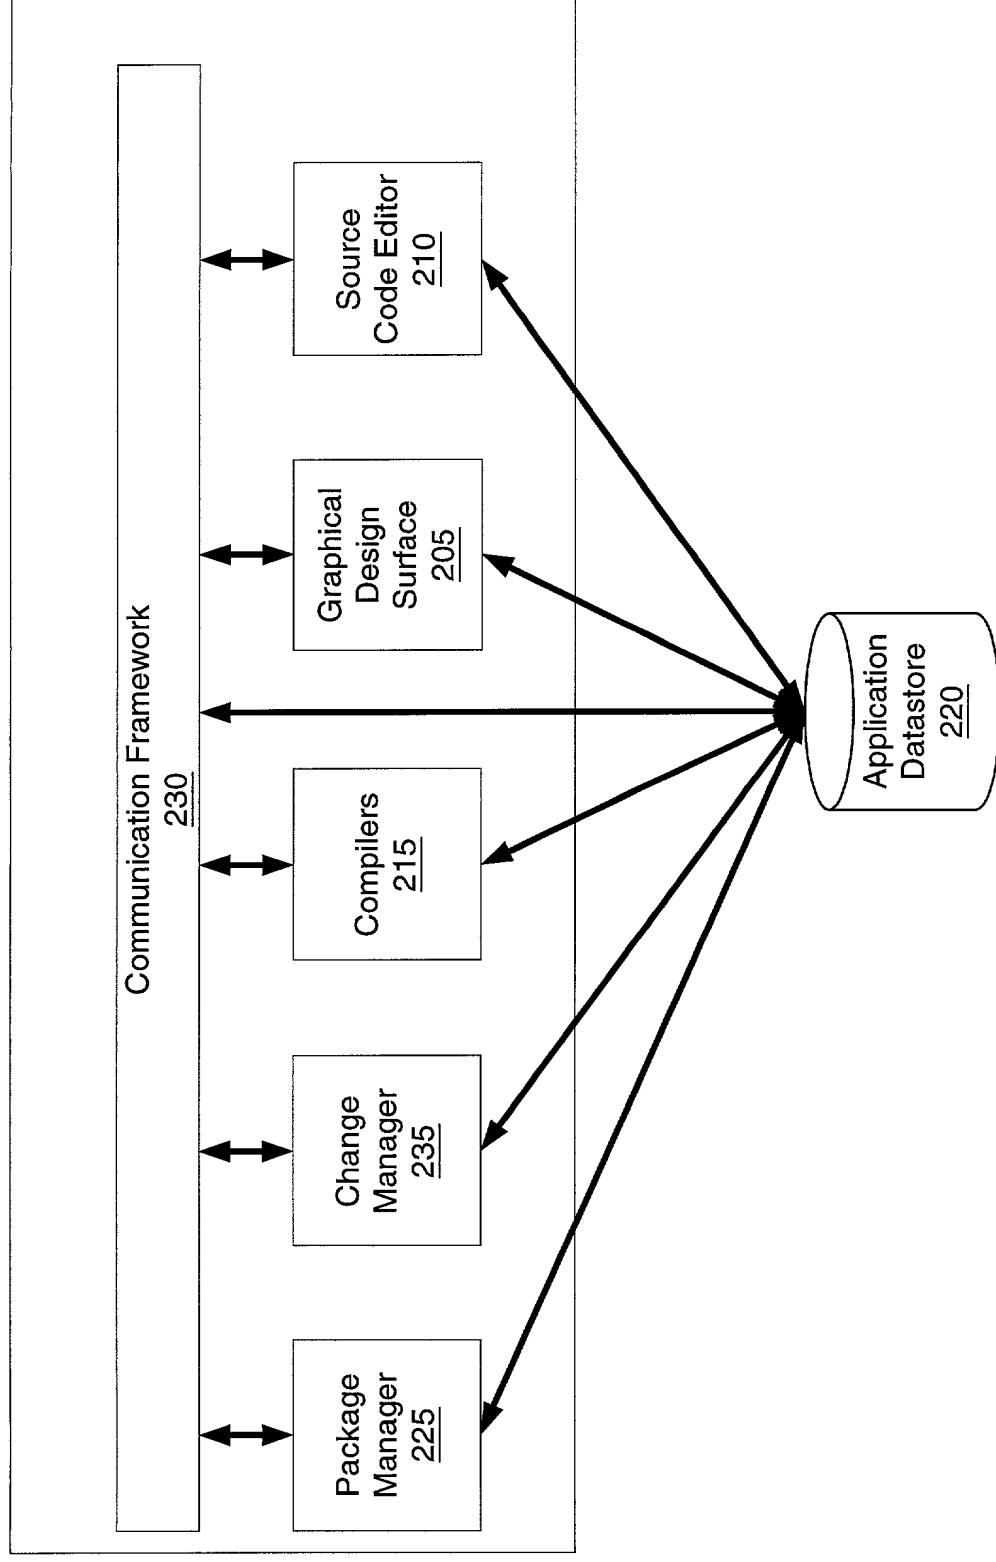 Communication Framework
230
Package
Manager
225
Change
Manager
235
Compilers
215
Graphical
Design
Surface
205
Source
Code Editor
210
Application
Datastore
220